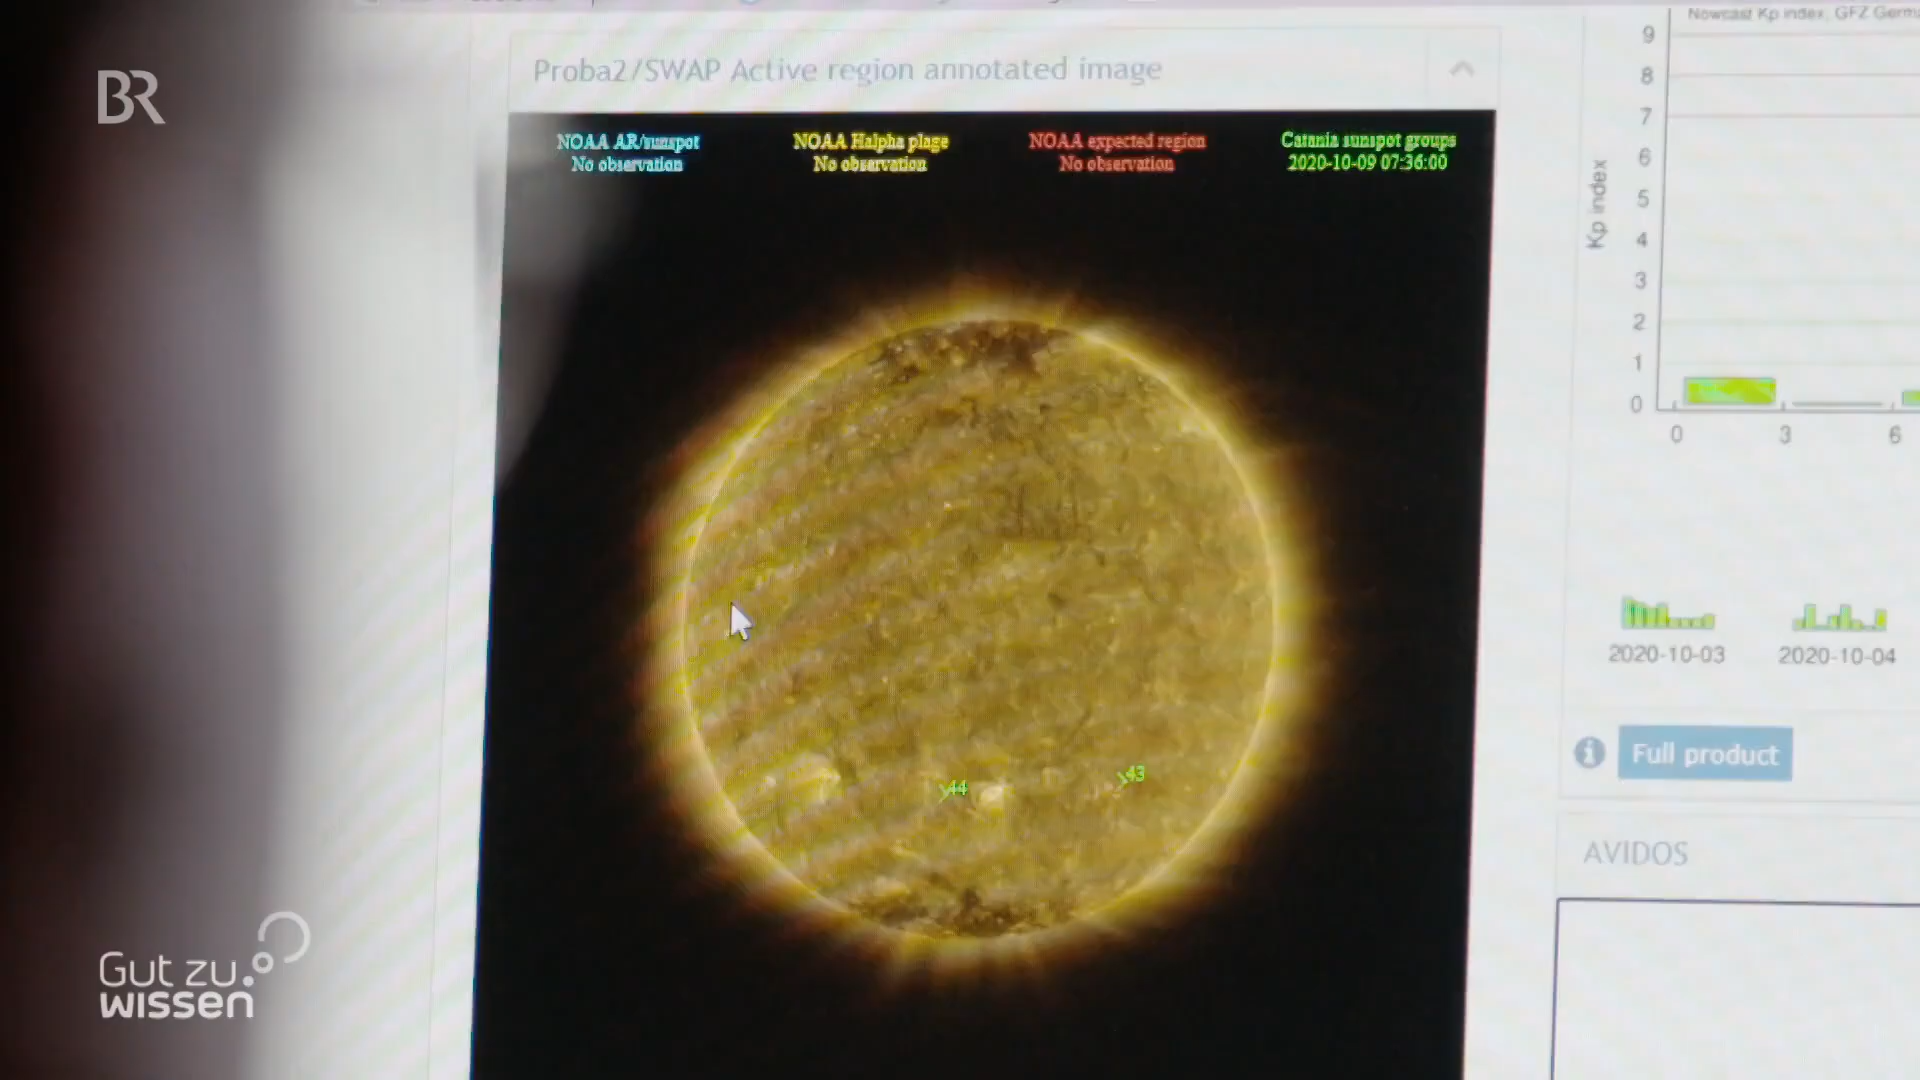 BR
Proba2/SWAP Active region annotated image
NOAA AR/sunspot
No observation
NOAA Halpha plage
No observation
NOAA expected region
No observation
Catania sunspot groups
2020-10-09 07:36:00
44
43
Nowcast Kp index, GFZ
Kp index
9
8
7
6
5
4
3
2
1
0
0
3
6
2020-10-03
2020-10-04
i
Full product
AVIDOS
Gut zu
wissen